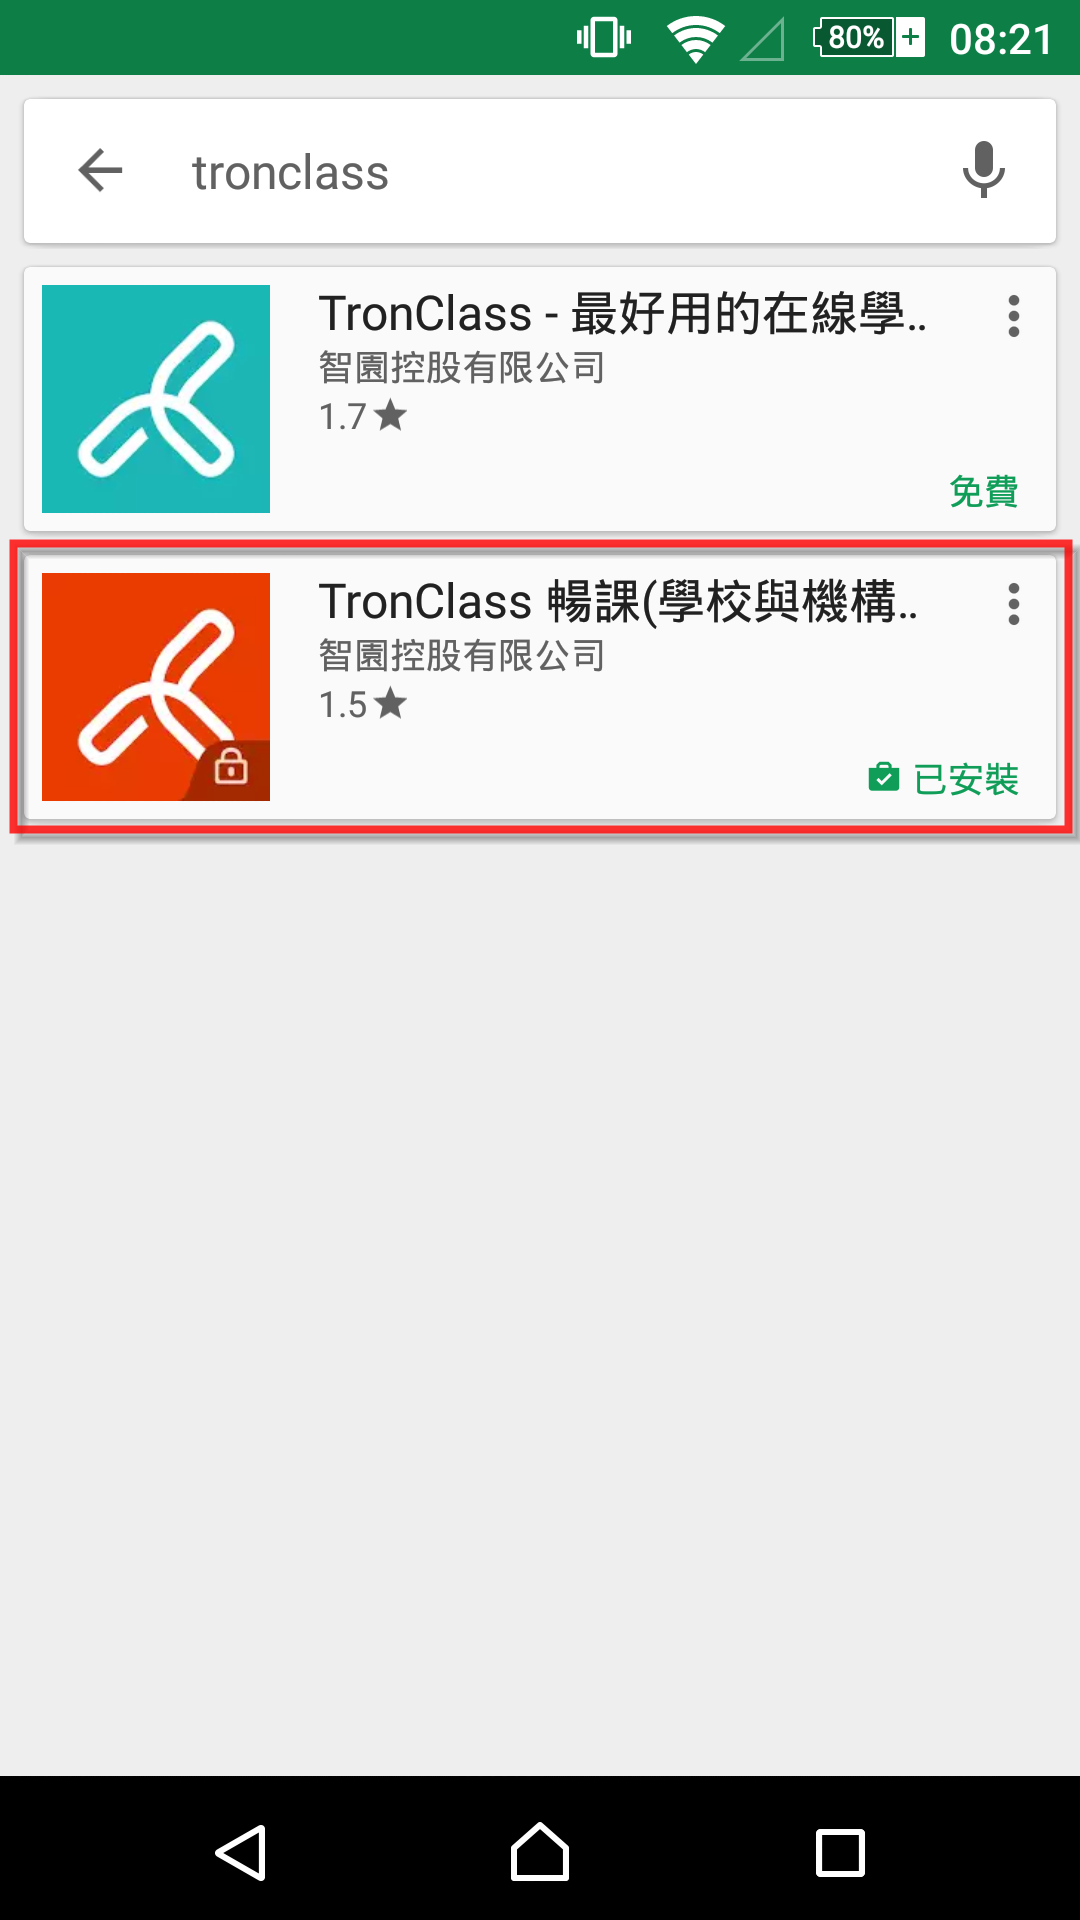 80%
08:21
tronclass
TronClass - 最好用的在線學..
智園控股有限公司
1.7
免費
TronClass 暢課(學校與機構..
智園控股有限公司
1.5
已安裝